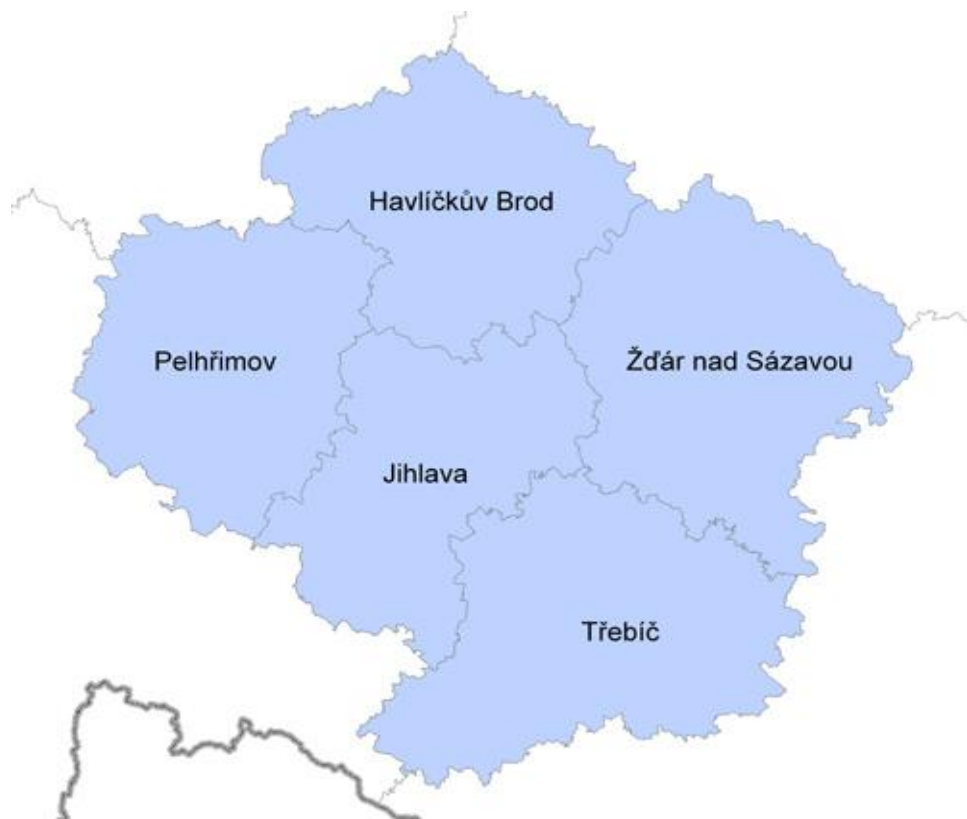 Havlíčkův Brod
Pelhřimov
Žďár nad Sázavou
Jihlava
Třebíč